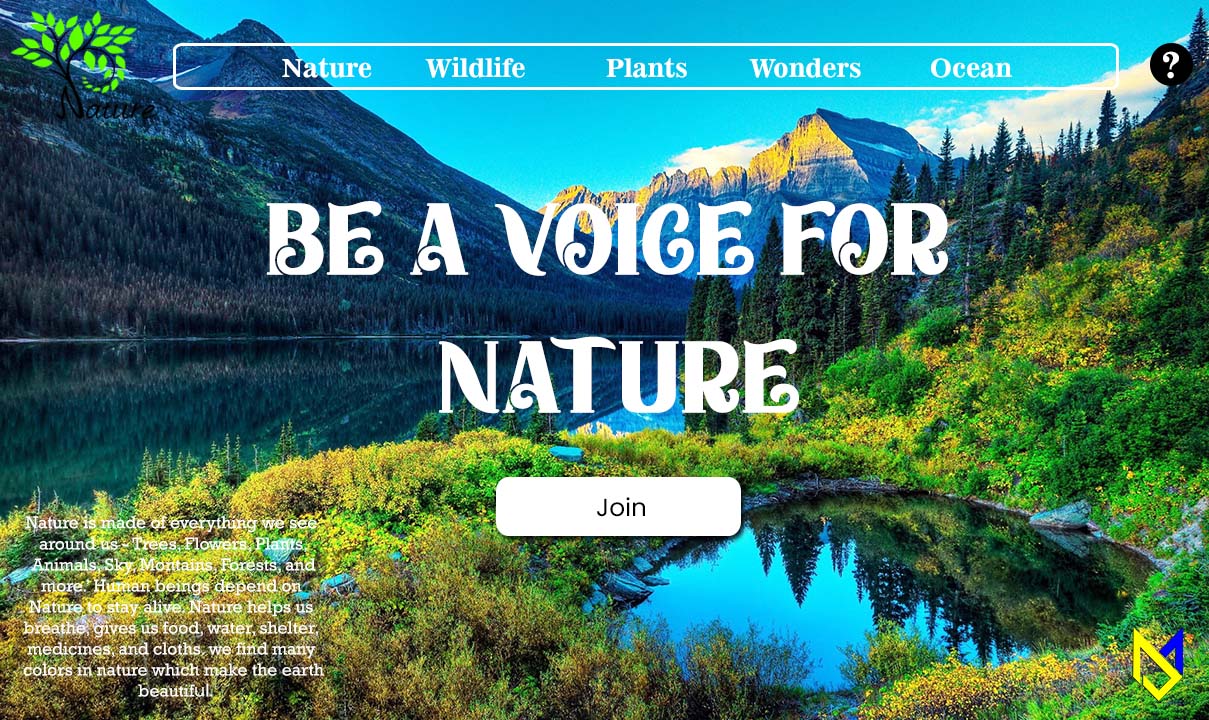 Nature
Nature Wildlife Plants Wonders Ocean ?
BE A VOICE FOR
NATURE
Join
Nature is made of everything we see
around us - Trees, Flowers, Plants,
Animals, Sky, Montains, Forests, and
more. Human beings depend on
Nature to stay alive. Nature helps us
breathe, gives us food, water, shelter,
medicines, and cloths, we find many
colors in nature which make the earth
beautiful.